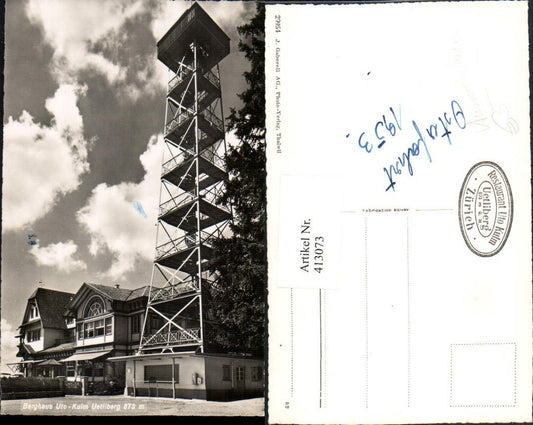 Berghaus Uto-Kulm Uetliberg 873 m
27954 J. Gaberell AG., Photo-Verlag, Thalwil
Ostafahrt
1953
Restaurant Uto Kulm
Uetliberg
Zürich
Artikel Nr.
413073